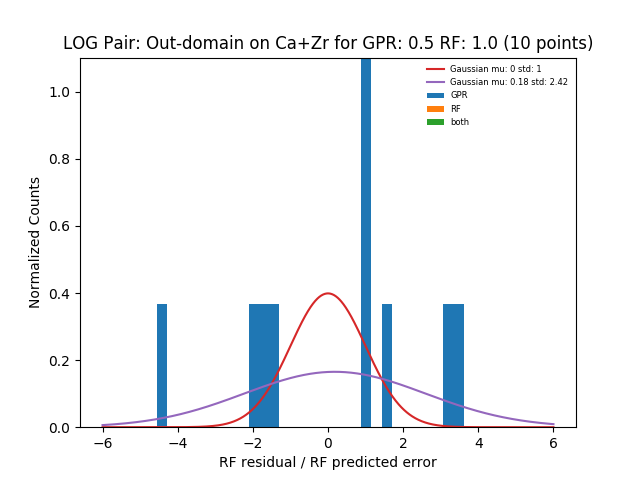 LOG Pair: Out-domain on Ca+Zr for GPR: 0.5 RF: 1.0 (10 points)
Gaussian mu: 0 std: 1
Gaussian mu: 0.18 std: 2.42
GPR
RF
both
Normalized Counts
1.0
0.8
0.6
0.4
0.2
0.0
−6 −4 −2 0 2 4 6
RF residual / RF predicted error